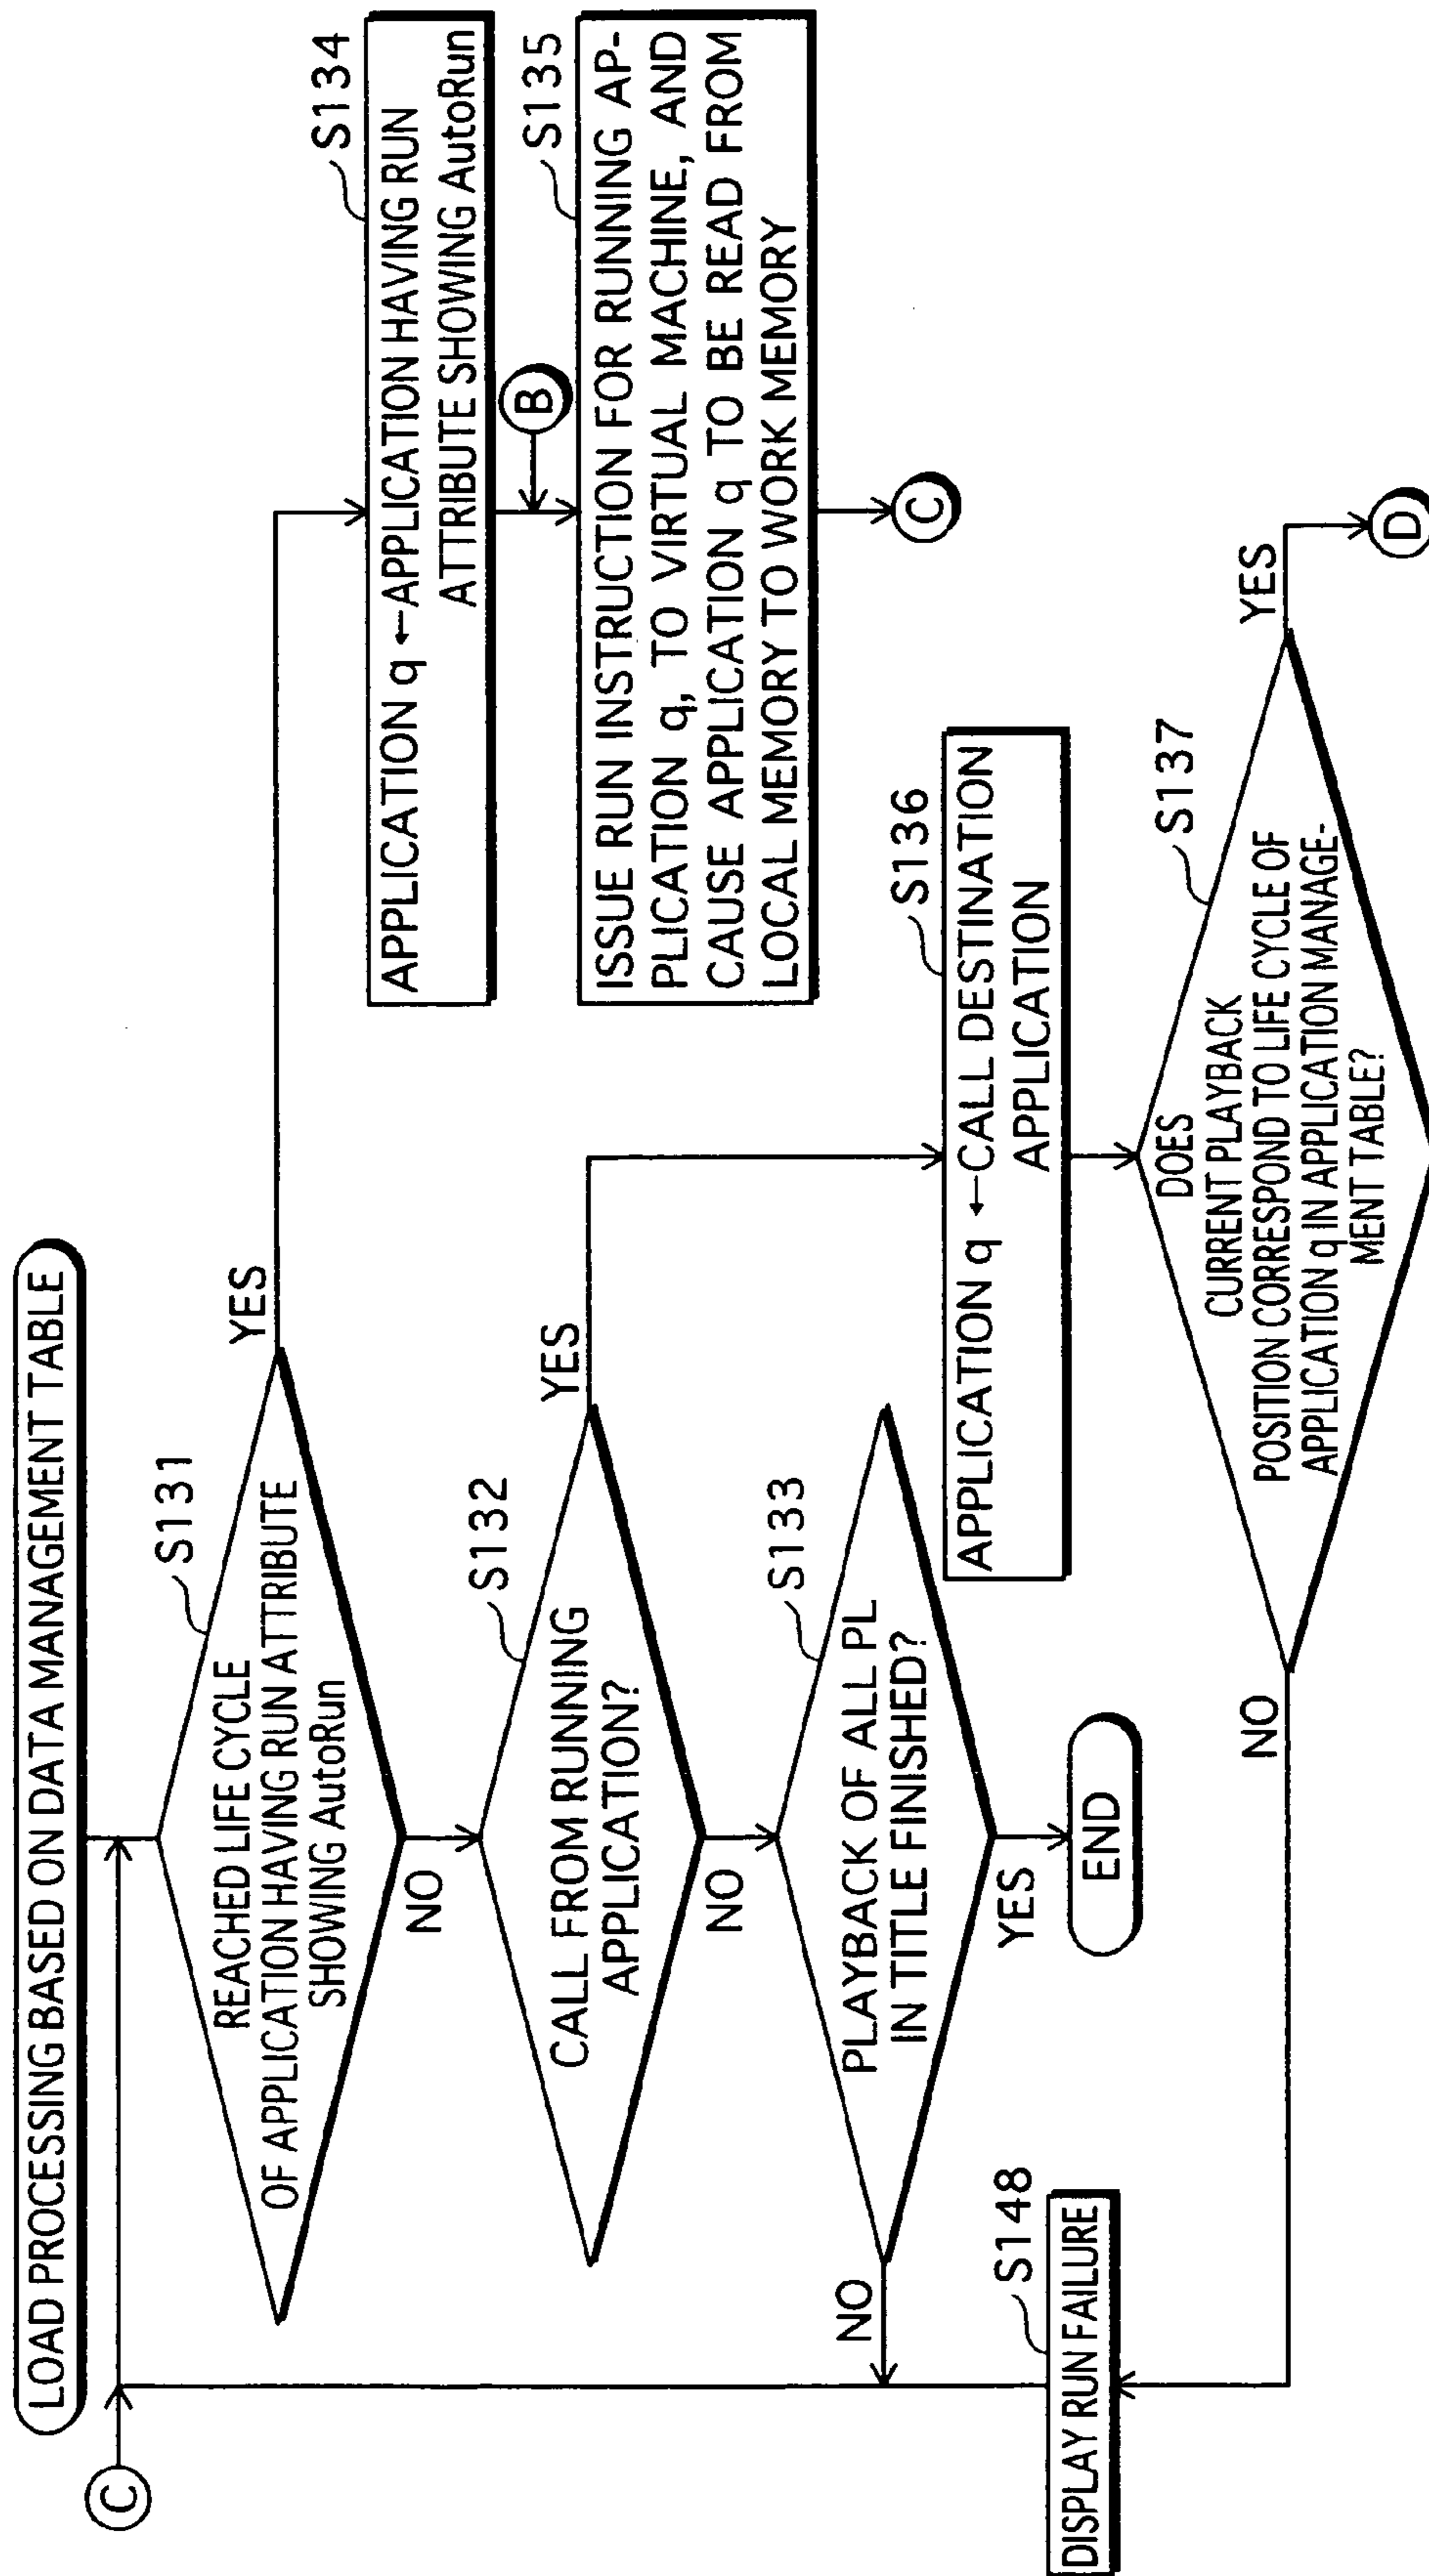 LOAD PROCESSING BASED ON DATA MANAGEMENT TABLE
C
S131
REACHED LIFE CYCLE
OF APPLICATION HAVING RUN ATTRIBUTE
SHOWING AutoRun
YES
NO
S134
APPLICATION q ←APPLICATION HAVING RUN
ATTRIBUTE SHOWING AutoRun
B
S135
ISSUE RUN INSTRUCTION FOR RUNNING AP-
PLICATION q, TO VIRTUAL MACHINE, AND
CAUSE APPLICATION q TO BE READ FROM
LOCAL MEMORY TO WORK MEMORY
C
S132
CALL FROM RUNNING
APPLICATION?
YES
NO
S133
PLAYBACK OF ALL PL
IN TITLE FINISHED?
NO
YES
END
S136
APPLICATION q ←CALL DESTINATION
APPLICATION
S137
DOES
CURRENT PLAYBACK
POSITION CORRESPOND TO LIFE CYCLE OF
APPLICATION q IN APPLICATION MANAGE-
MENT TABLE?
YES
D
NO
S148
DISPLAY RUN FAILURE